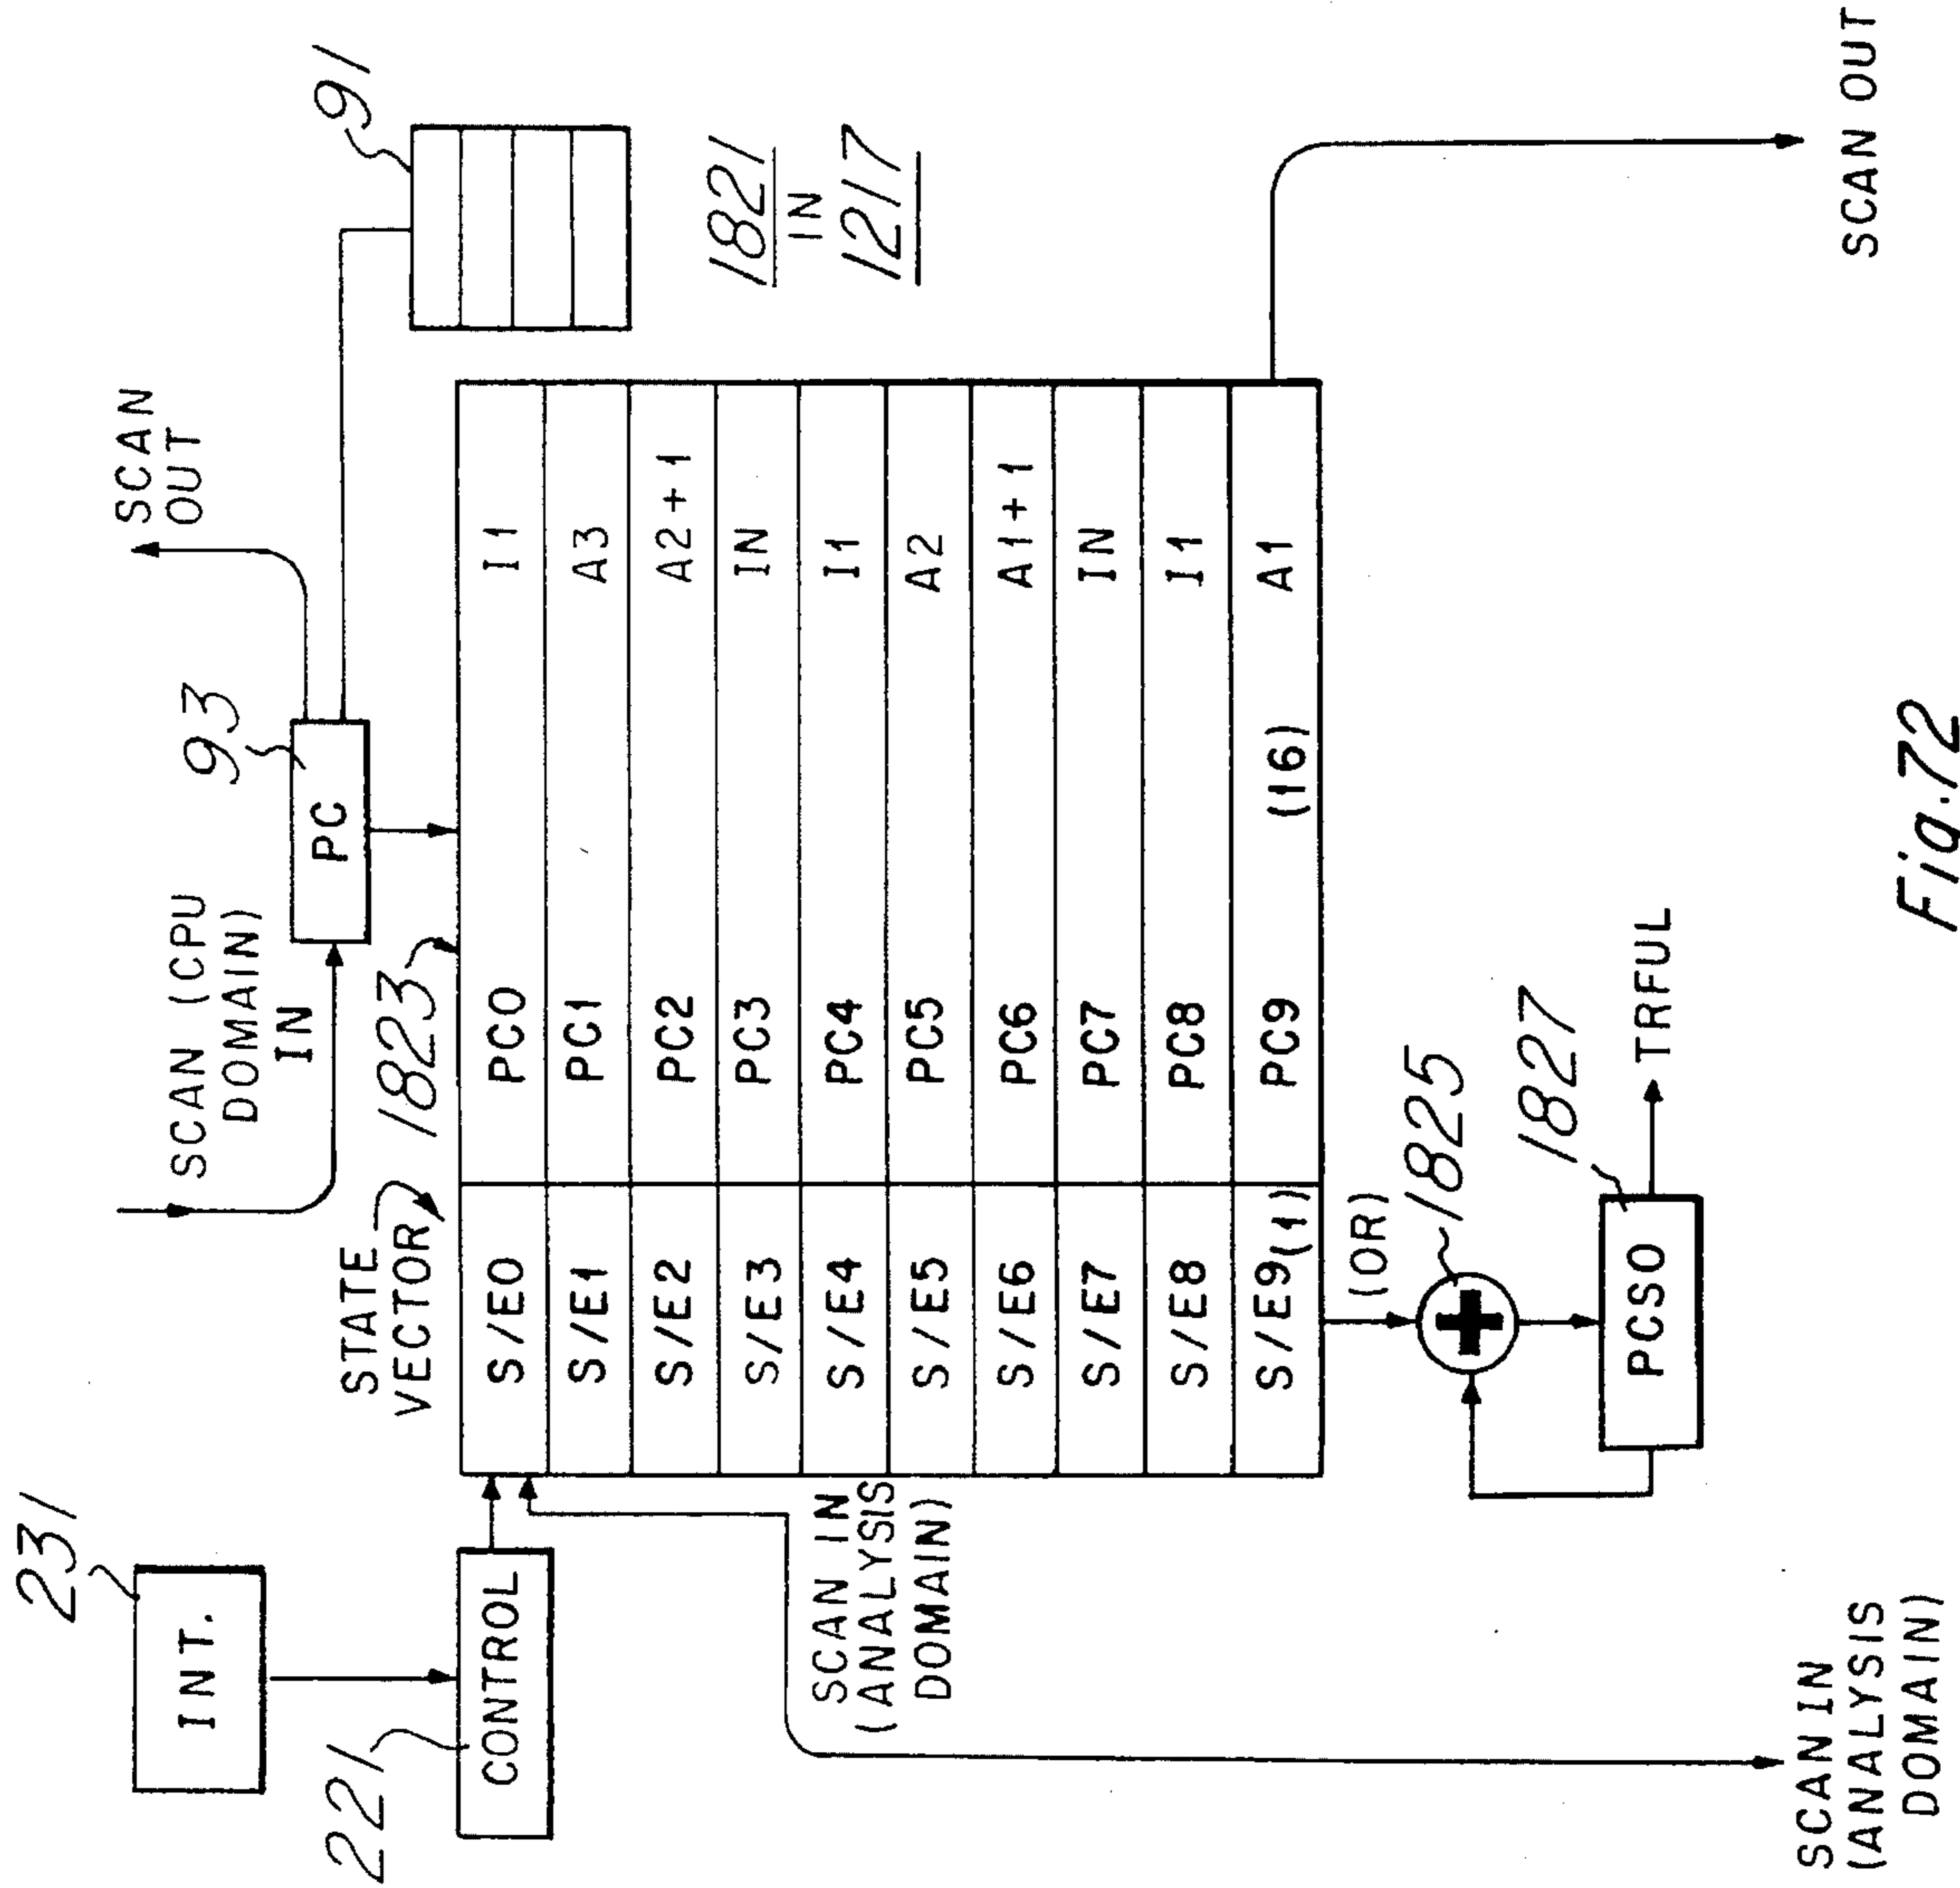 231
INT.
221
CONTROL
STATE
VECTOR
SCAN (CPU
DOMAIN)
IN
93
PC
SCAN
OUT
91
1823
1821
IN
1217
S/E0 PC0 I1
S/E1 PC1 A3
S/E2 PC2 A2+1
S/E3 PC3 IN
S/E4 PC4 I1
S/E5 PC5 A2
S/E6 PC6 A1+1
S/E7 PC7 IN
S/E8 PC8 I1
S/E9(1) PC9 (16) A1
SCAN IN
(ANALYSIS
DOMAIN)
(OR)
1825
1827
PCSO
TRFUL
SCAN IN
(ANALYSIS
DOMAIN)
SCAN OUT
Fig.72